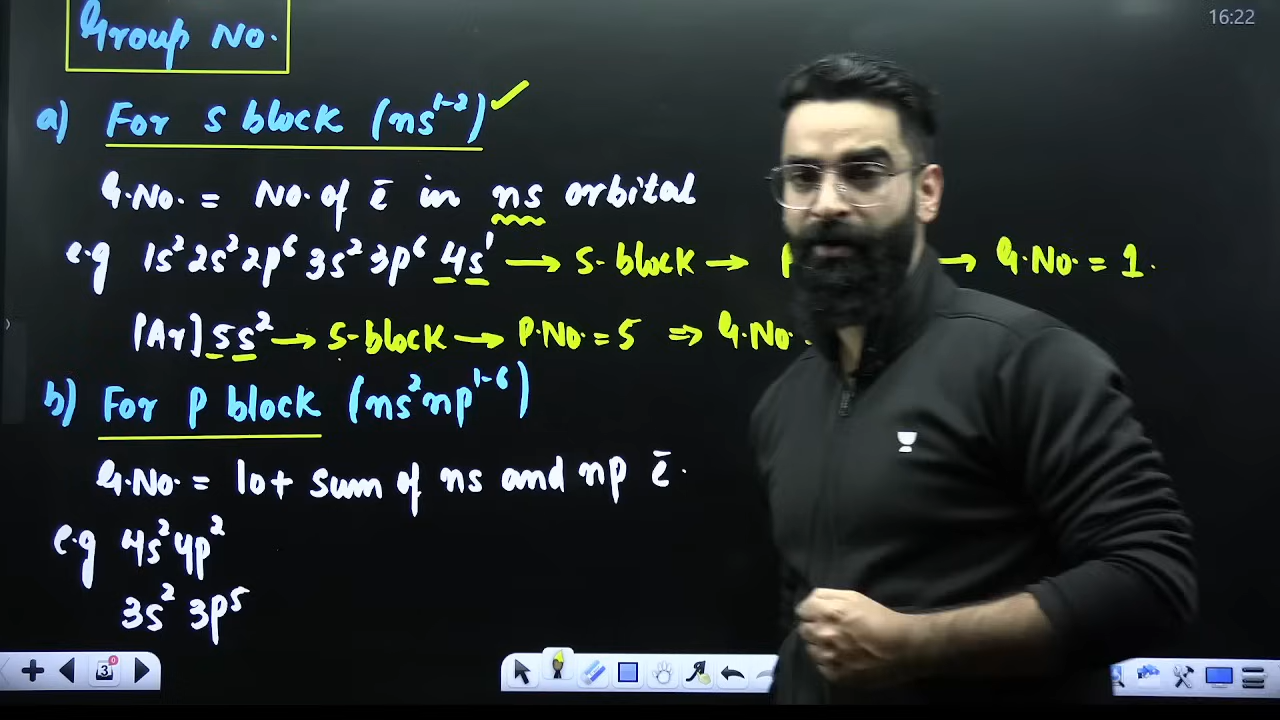 16:22
Group No.
a) For s block (ns¹⁻²) ✓
G.No. = No. of ē in ns orbital
e.g 1s² 2s² 2p⁶ 3s² 3p⁶ 4s¹ → S-block → P → G.No. = 1.
[Ar] 5s² → S-block → P.No. = 5 ⇒ G.No.
b) For p block (ns² np¹⁻⁶)
G.No. = 10+ sum of ns and np ē.
e.g 4s² 4p²
3s² 3p⁵
3
0